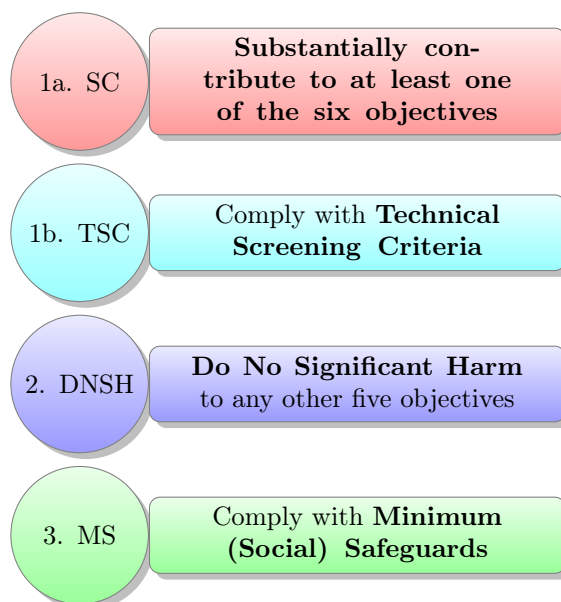 1a. SC
Substantially con-
tribute to at least one
of the six objectives
1b. TSC
Comply with Technical
Screening Criteria
2. DNSH
Do No Significant Harm
to any other five objectives
3. MS
Comply with Minimum
(Social) Safeguards